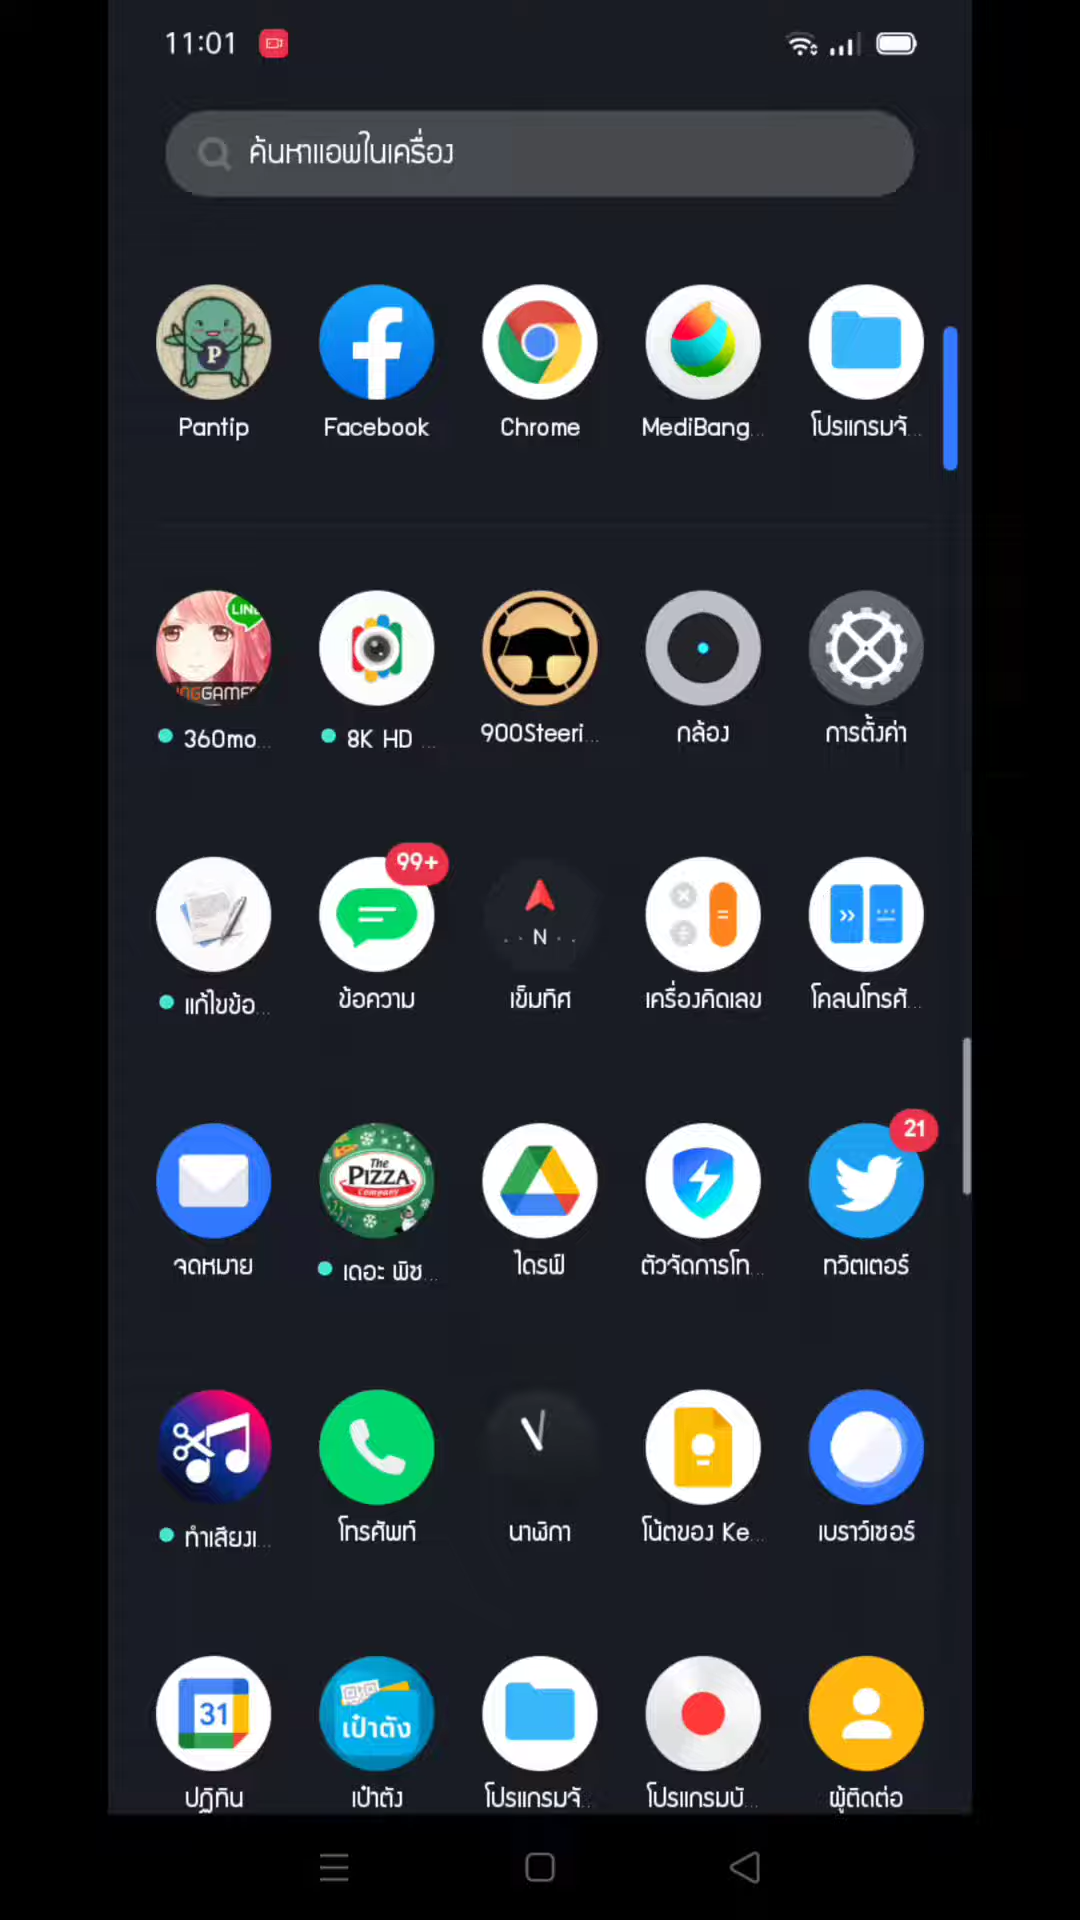 11:01
ค้นหาแอพในเครื่อง
Pantip
Facebook
Chrome
MediBang...
โปรแกรมจั...
LINE
NGGAMES
360mo...
8K HD ...
900Steeri...
กล้อง
การตั้งค่า
แก้ไขข้อ...
99+
ข้อความ
N
เข็มทิศ
เครื่องคิดเลข
โคลนโทรศั...
จดหมาย
The
PIZZA
Company
เดอะ พิซ...
ไดรฟ์
ตัวจัดการโท...
21
ทวิตเตอร์
ทำเสียงเ...
โทรศัพท์
นาฬิกา
โน้ตของ Ke...
เบราว์เซอร์
31
ปฏิทิน
เป๋าตัง
เป๋าตัง
โปรแกรมจั...
โปรแกรมบั...
ผู้ติดต่อ